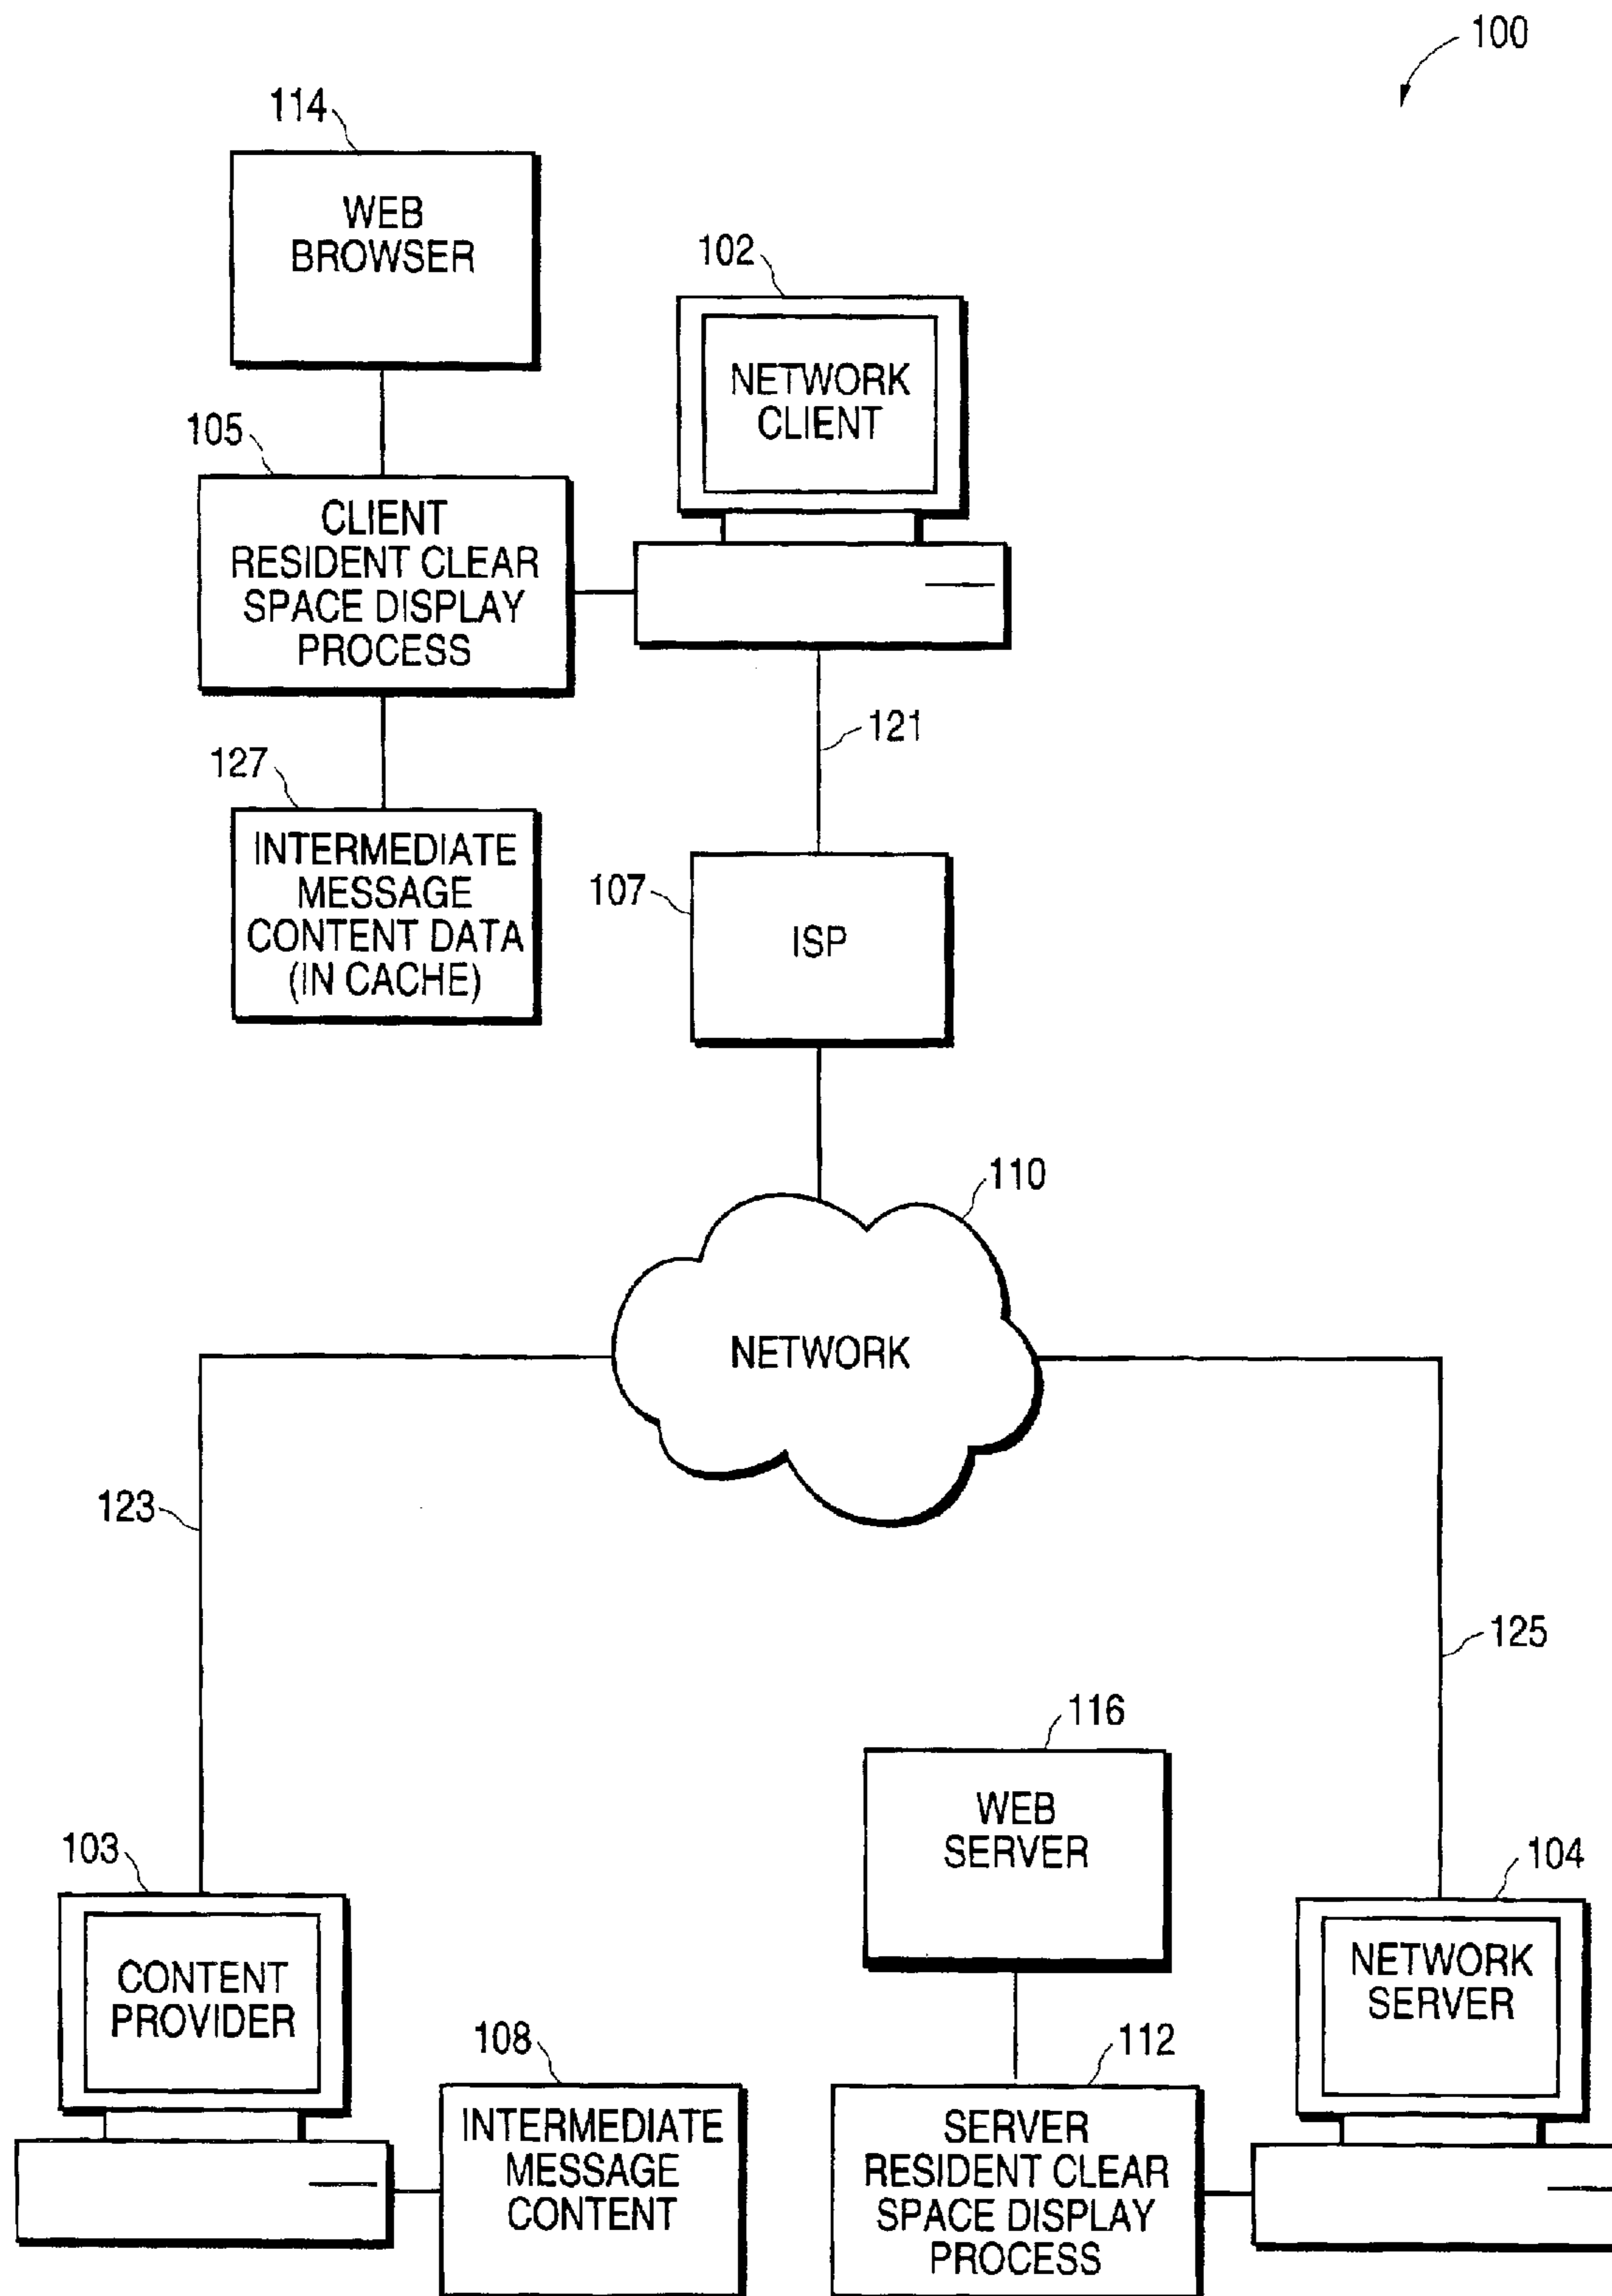 100
114
WEB
BROWSER
102
NETWORK
CLIENT
105
CLIENT
RESIDENT CLEAR
SPACE DISPLAY
PROCESS
121
127
INTERMEDIATE
MESSAGE
CONTENT DATA
(IN CACHE)
107
ISP
110
NETWORK
123
125
116
WEB
SERVER
103
CONTENT
PROVIDER
104
NETWORK
SERVER
108
INTERMEDIATE
MESSAGE
CONTENT
112
SERVER
RESIDENT CLEAR
SPACE DISPLAY
PROCESS